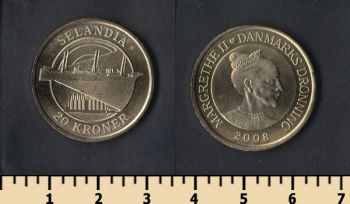 SELANDIA
20 KRONER
MARGRETHE II DANMARKS DRONNING
2008
1 2 3 4 5 6 7